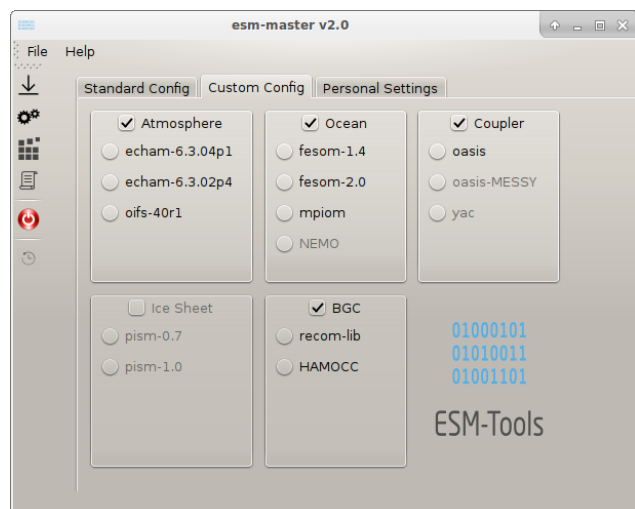 esm-master v2.0
File Help
Standard Config Custom Config Personal Settings
Atmosphere
echam-6.3.04p1
echam-6.3.02p4
oifs-40r1
Ocean
fesom-1.4
fesom-2.0
mpiom
NEMO
Coupler
oasis
oasis-MESSY
yac
Ice Sheet
pism-0.7
pism-1.0
BGC
recom-lib
HAMOCC
01000101
01010011
01001101
ESM-Tools